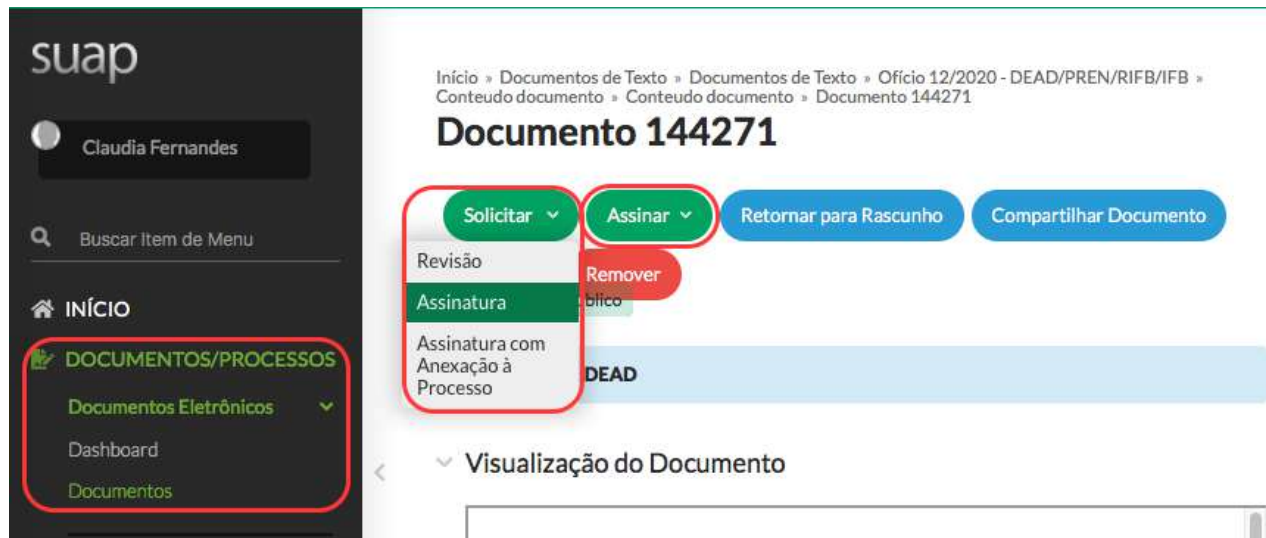 suap
Claudia Fernandes
Buscar Item de Menu
INÍCIO
DOCUMENTOS/PROCESSOS
Documentos Eletrônicos
Dashboard
Documentos
Início » Documentos de Texto » Documentos de Texto » Ofício 12/2020 - DEAD/PREN/RIFB/IFB »
Conteudo documento » Conteudo documento » Documento 144271
Documento 144271
Solicitar Assinar Retornar para Rascunho Compartilhar Documento
Revisão
Remover
Assinatura
blico
Assinatura com
Anexação à
Processo
DEAD
Visualização do Documento